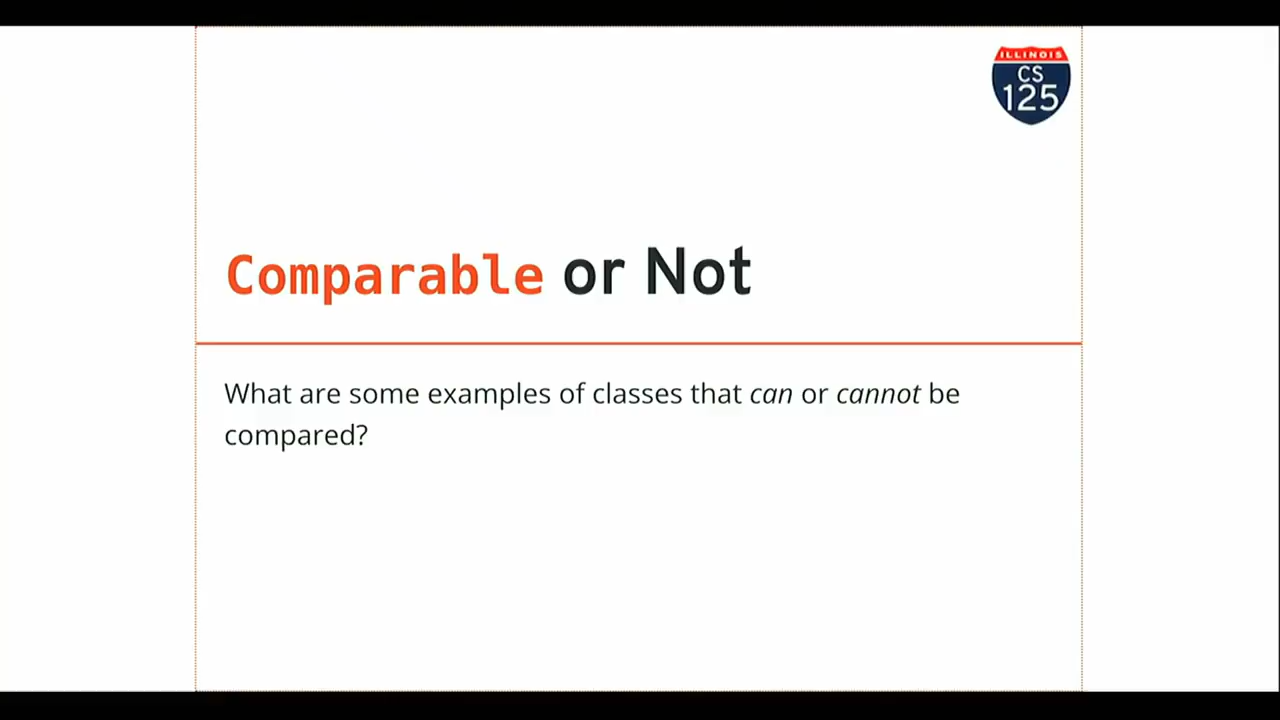 ILLINOIS
CS
125
Comparable or Not
What are some examples of classes that can or cannot be
compared?